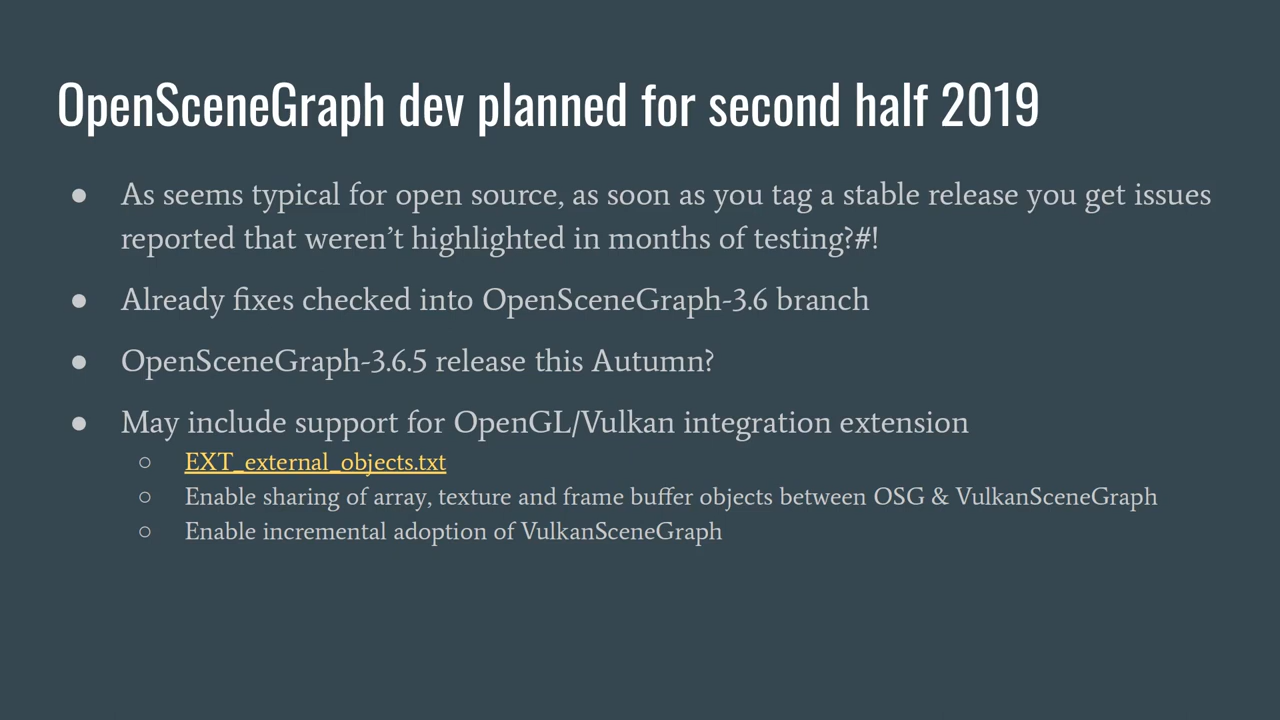 OpenSceneGraph dev planned for second half 2019
● As seems typical for open source, as soon as you tag a stable release you get issues
reported that weren’t highlighted in months of testing?#!
● Already fixes checked into OpenSceneGraph-3.6 branch
● OpenSceneGraph-3.6.5 release this Autumn?
● May include support for OpenGL/Vulkan integration extension
○ EXT_external_objects.txt
○ Enable sharing of array, texture and frame buffer objects between OSG & VulkanSceneGraph
○ Enable incremental adoption of VulkanSceneGraph